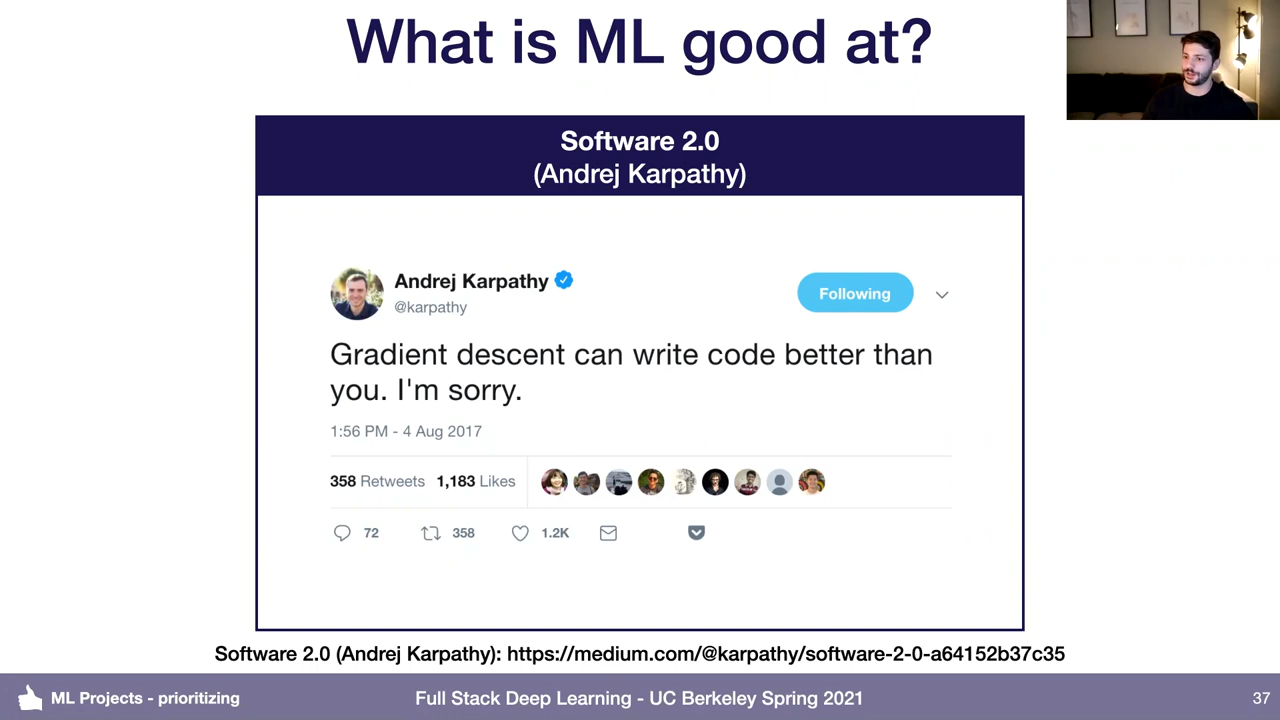 What is ML good at?
Software 2.0
(Andrej Karpathy)
Andrej Karpathy
@karpathy
Following
Gradient descent can write code better than
you. I'm sorry.
1:56 PM - 4 Aug 2017
358 Retweets 1,183 Likes
72 358 1.2K
Software 2.0 (Andrej Karpathy): https://medium.com/@karpathy/software-2-0-a64152b37c35
ML Projects - prioritizing Full Stack Deep Learning - UC Berkeley Spring 2021 37